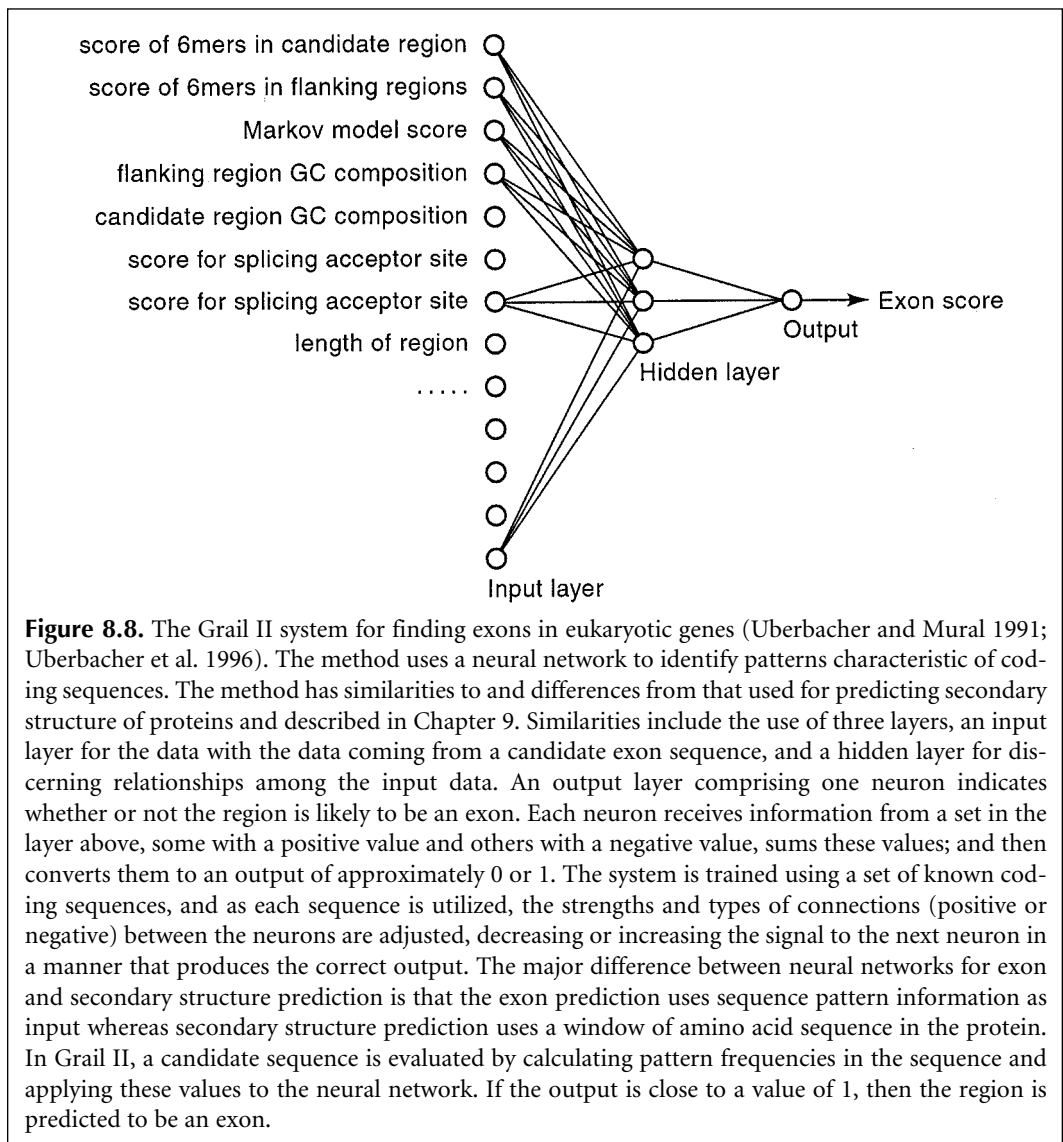 score of 6mers in candidate region
score of 6mers in flanking regions
Markov model score
flanking region GC composition
candidate region GC composition
score for splicing acceptor site
score for splicing acceptor site
length of region
.....
Input layer
Hidden layer
Output
Exon score
Figure 8.8. The Grail II system for finding exons in eukaryotic genes (Uberbacher and Mural 1991;
Uberbacher et al. 1996). The method uses a neural network to identify patterns characteristic of cod-
ing sequences. The method has similarities to and differences from that used for predicting secondary
structure of proteins and described in Chapter 9. Similarities include the use of three layers, an input
layer for the data with the data coming from a candidate exon sequence, and a hidden layer for dis-
cerning relationships among the input data. An output layer comprising one neuron indicates
whether or not the region is likely to be an exon. Each neuron receives information from a set in the
layer above, some with a positive value and others with a negative value, sums these values; and then
converts them to an output of approximately 0 or 1. The system is trained using a set of known cod-
ing sequences, and as each sequence is utilized, the strengths and types of connections (positive or
negative) between the neurons are adjusted, decreasing or increasing the signal to the next neuron in
a manner that produces the correct output. The major difference between neural networks for exon
and secondary structure prediction is that the exon prediction uses sequence pattern information as
input whereas secondary structure prediction uses a window of amino acid sequence in the protein.
In Grail II, a candidate sequence is evaluated by calculating pattern frequencies in the sequence and
applying these values to the neural network. If the output is close to a value of 1, then the region is
predicted to be an exon.